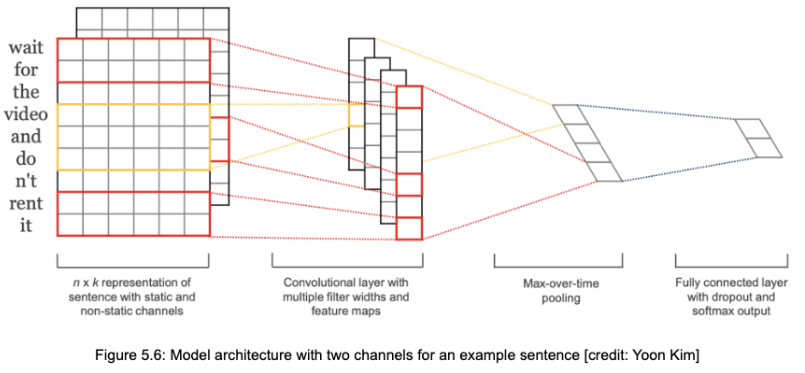 wait
for
the
video
and
do
n't
rent
it
n x k representation of
sentence with static and
non-static channels
Convolutional layer with
multiple filter widths and
feature maps
Max-over-time
pooling
Fully connected layer
with dropout and
softmax output
Figure 5.6: Model architecture with two channels for an example sentence [credit: Yoon Kim]